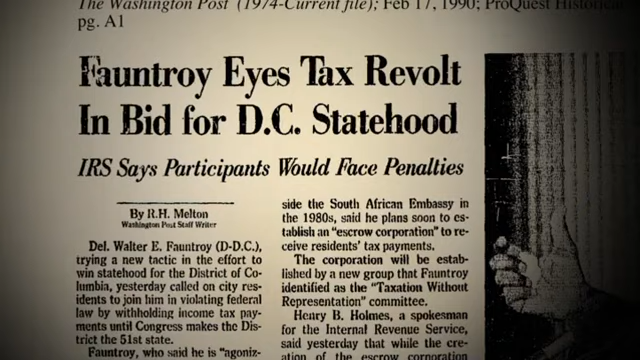 The Washington Post (1974-Current file); Feb 17, 1990; ProQuest Historical
pg. A1
Fauntroy Eyes Tax Revolt
In Bid for D.C. Statehood
IRS Says Participants Would Face Penalties
By R.H. Melton
Washington Post Staff Writer
Del. Walter E. Fauntroy (D-D.C.),
trying a new tactic in the effort to
win statehood for the District of Co-
lumbia, yesterday called on city res-
idents to join him in violating federal
law by withholding income tax pay-
ments until Congress makes the Dis-
trict the 51st state.
Fauntroy, who said he is "agoniz-
side the South African Embassy in
the 1980s, said he plans soon to es-
tablish an "escrow corporation" to re-
ceive residents' tax payments.
The corporation will be estab-
lished by a new group that Fauntroy
identified as the "Taxation Without
Representation" committee.
Henry B. Holmes, a spokesman
for the Internal Revenue Service,
said yesterday that while the cre-
ation of the escrow corporation